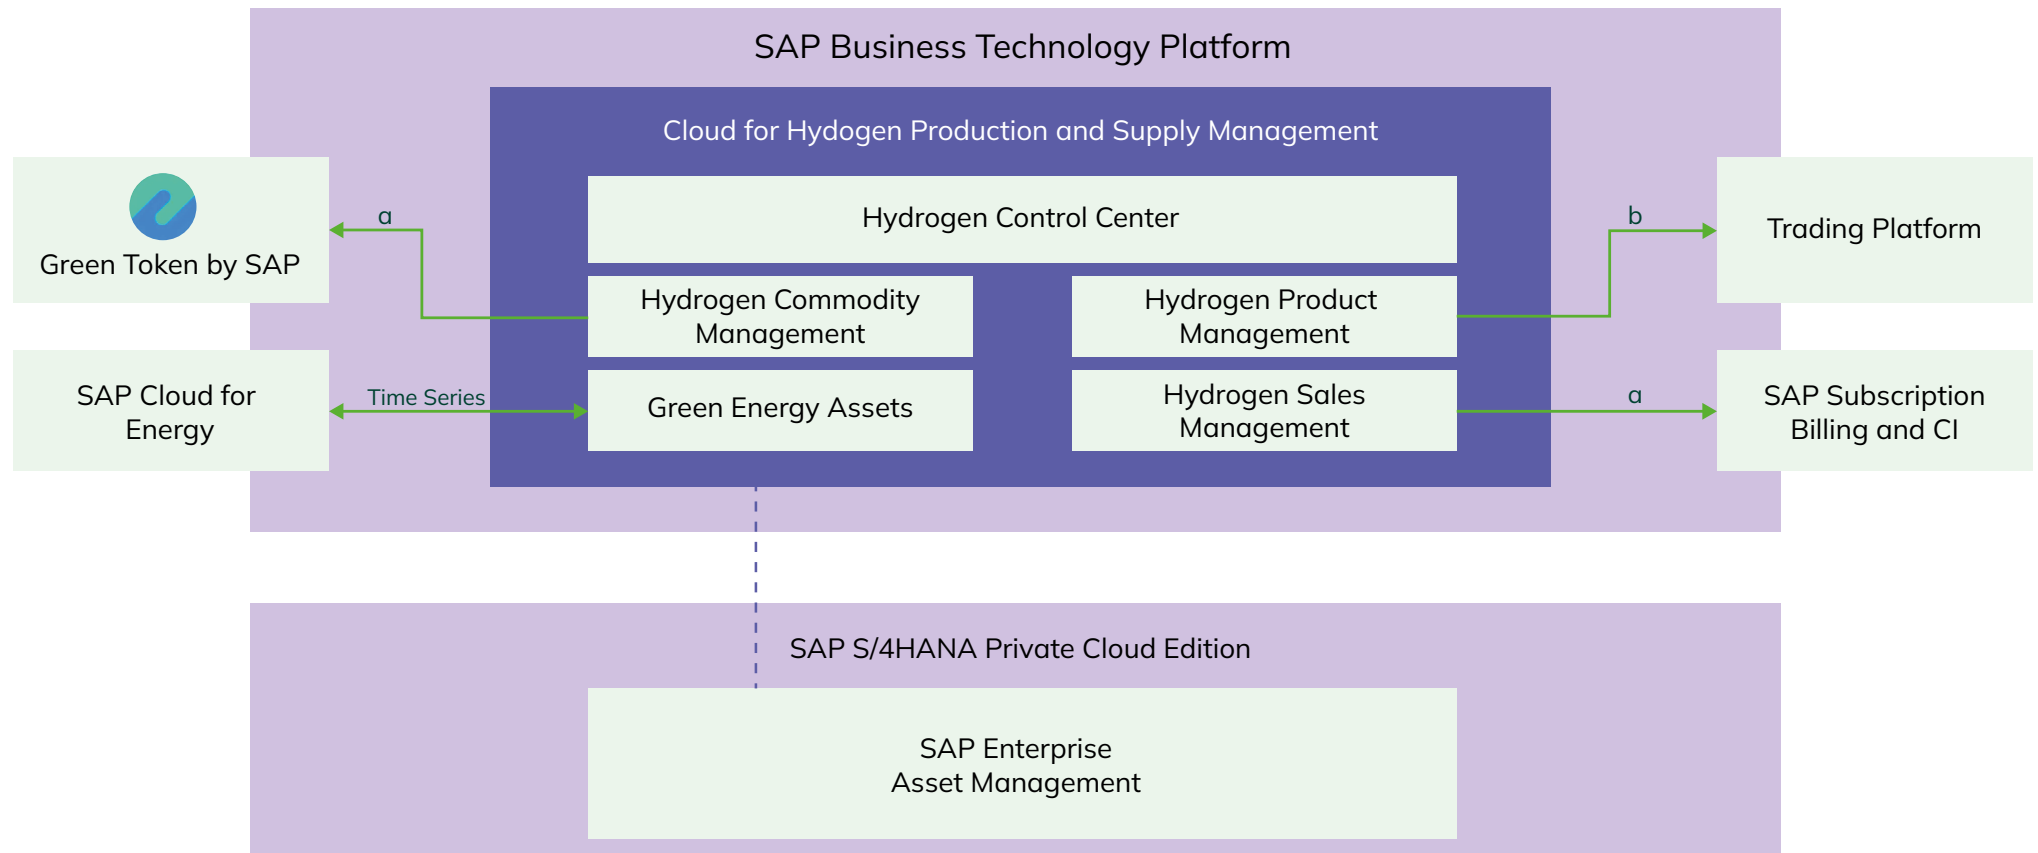 SAP Business Technology Platform
Cloud for Hydogen Production and Supply Management
Green Token by SAP
a
Hydrogen Control Center
b
Trading Platform
Hydrogen Commodity
Management
Hydrogen Product
Management
SAP Cloud for
Energy
Time Series
Green Energy Assets
Hydrogen Sales
Management
a
SAP Subscription
Billing and CI
SAP S/4HANA Private Cloud Edition
SAP Enterprise
Asset Management